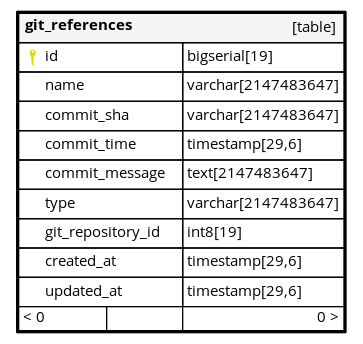 git_references [table]
id bigserial[19]
name varchar[2147483647]
commit_sha varchar[2147483647]
commit_time timestamp[29,6]
commit_message text[2147483647]
type varchar[2147483647]
git_repository_id int8[19]
created_at timestamp[29,6]
updated_at timestamp[29,6]
< 0 0 >